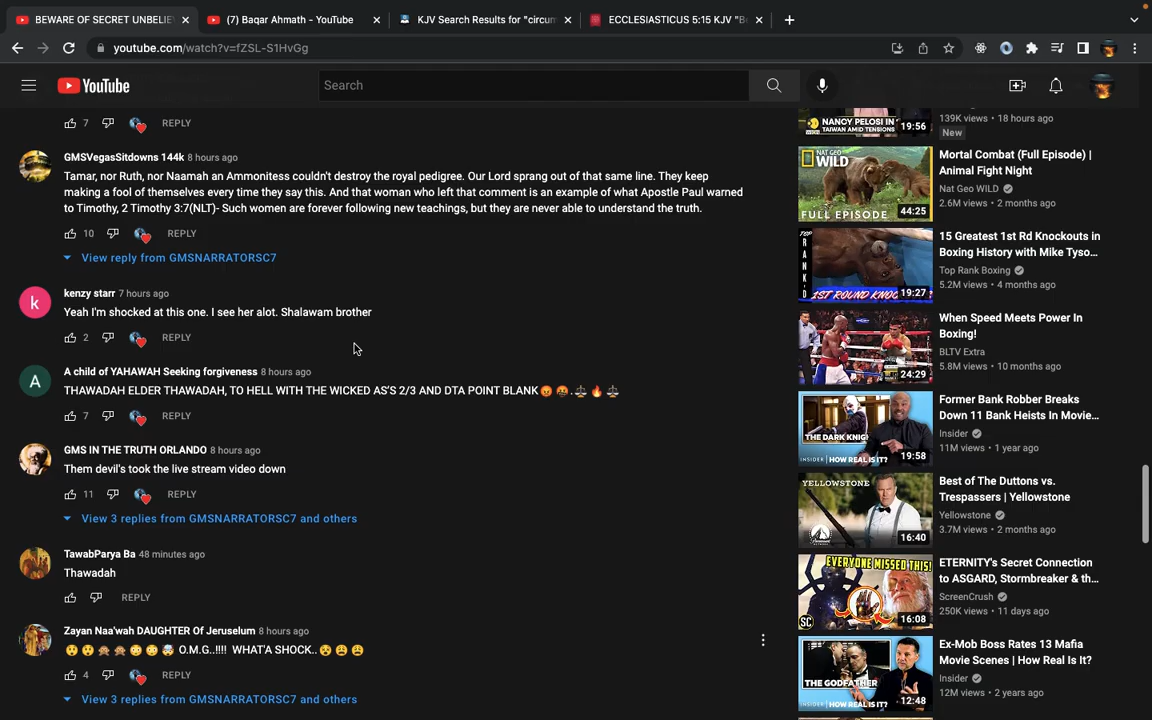 BEWARE OF SECRET UNBELIE
(7) Baqar Ahmath - YouTube
KJV Search Results for "circum
ECCLESIASTICUS 5:15 KJV "Be
youtube.com/watch?v=fZSL-S1HvGg
YouTube
Search
7
REPLY
GMSVegasSitdowns 144k 8 hours ago
Tamar, nor Ruth, nor Naamah an Ammonitess couldn't destroy the royal pedigree. Our Lord sprang out of that same line. They keep
making a fool of themselves every time they say this. And that woman who left that comment is an example of what Apostle Paul warned
to Timothy, 2 Timothy 3:7(NLT)- Such women are forever following new teachings, but they are never able to understand the truth.
10
REPLY
View reply from GMSNARRATORSC7
k
kenzy starr 7 hours ago
Yeah I'm shocked at this one. I see her alot. Shalawam brother
2
REPLY
A
A child of YAHAWAH Seeking forgiveness 8 hours ago
THAWADAH ELDER THAWADAH, TO HELL WITH THE WICKED AS'S 2/3 AND DTA POINT BLANK😡🤬.⚖️🔥⚖️
7
REPLY
GMS IN THE TRUTH ORLANDO 8 hours ago
Them devil's took the live stream video down
11
REPLY
View 3 replies from GMSNARRATORSC7 and others
TawabParya Ba 48 minutes ago
Thawadah
REPLY
Zayan Naa'wah DAUGHTER Of Jeruselum 8 hours ago
😲😲🙊🙊😳😳🤯 O.M.G..!!!! WHAT'A SHOCK..😵😩😩
4
REPLY
View 3 replies from GMSNARRATORSC7 and others
NANCY PELOSI IN
TAIWAN AMID TENSIONS
19:56
139K views • 18 hours ago
New
NAT GEO
WILD
FULL EPISODE
44:25
Mortal Combat (Full Episode) |
Animal Fight Night
Nat Geo WILD
2.6M views • 2 months ago
TOP
RANK'D
1ST ROUND KNOC
19:27
15 Greatest 1st Rd Knockouts in
Boxing History with Mike Tyso...
Top Rank Boxing
5.2M views • 4 months ago
24:29
When Speed Meets Power In
Boxing!
BLTV Extra
5.8M views • 10 months ago
THE DARK KNIG
INSIDER HOW REAL IS IT?
19:58
Former Bank Robber Breaks
Down 11 Bank Heists In Movie...
Insider
11M views • 1 year ago
YELLOWSTONE
16:40
Best of The Duttons vs.
Trespassers | Yellowstone
Yellowstone
3.7M views • 2 months ago
EVERYONE MISSED THIS!
SC
16:08
ETERNITY's Secret Connection
to ASGARD, Stormbreaker & th...
ScreenCrush
250K views • 11 days ago
THE GODFATHER
INSIDER HOW REAL IS IT?
12:48
Ex-Mob Boss Rates 13 Mafia
Movie Scenes | How Real Is It?
Insider
12M views • 2 years ago